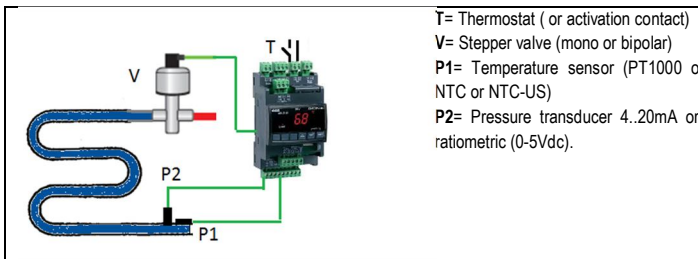 T= Thermostat ( or activation contact)
V= Stepper valve (mono or bipolar)
P1= Temperature sensor (PT1000 o
NTC or NTC-US)
P2= Pressure transducer 4..20mA or
ratiometric (0-5Vdc).
T
V
68
P2
P1